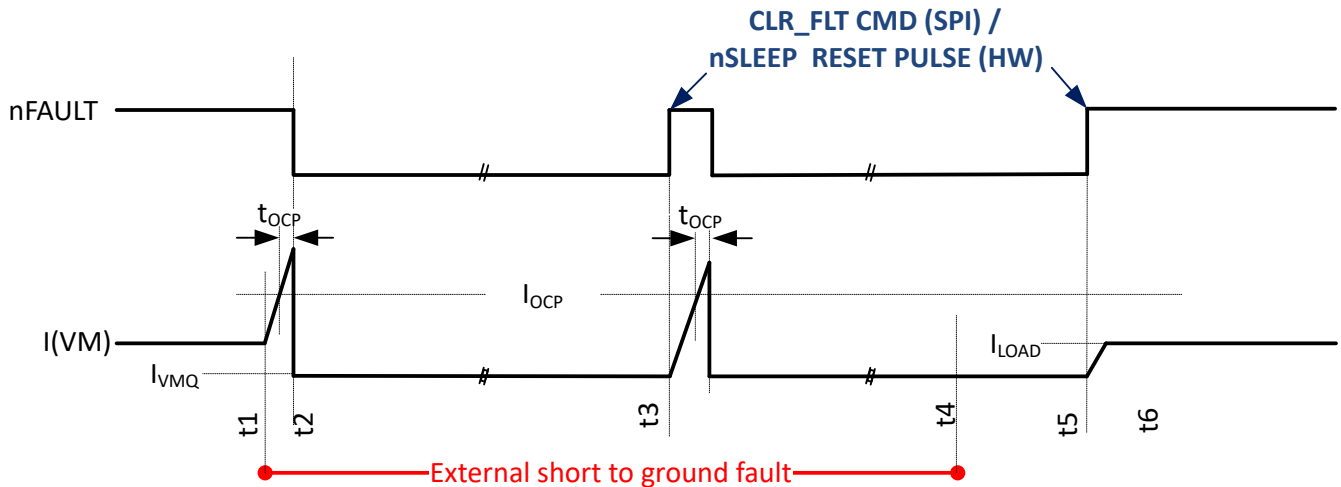 CLR_FLT CMD (SPI) /
nSLEEP RESET PULSE (HW)
nFAULT
tOCP
tOCP
IOCP
I(VM)
ILOAD
IVMQ
t1
t2
t3
t4
t5
t6
External short to ground fault